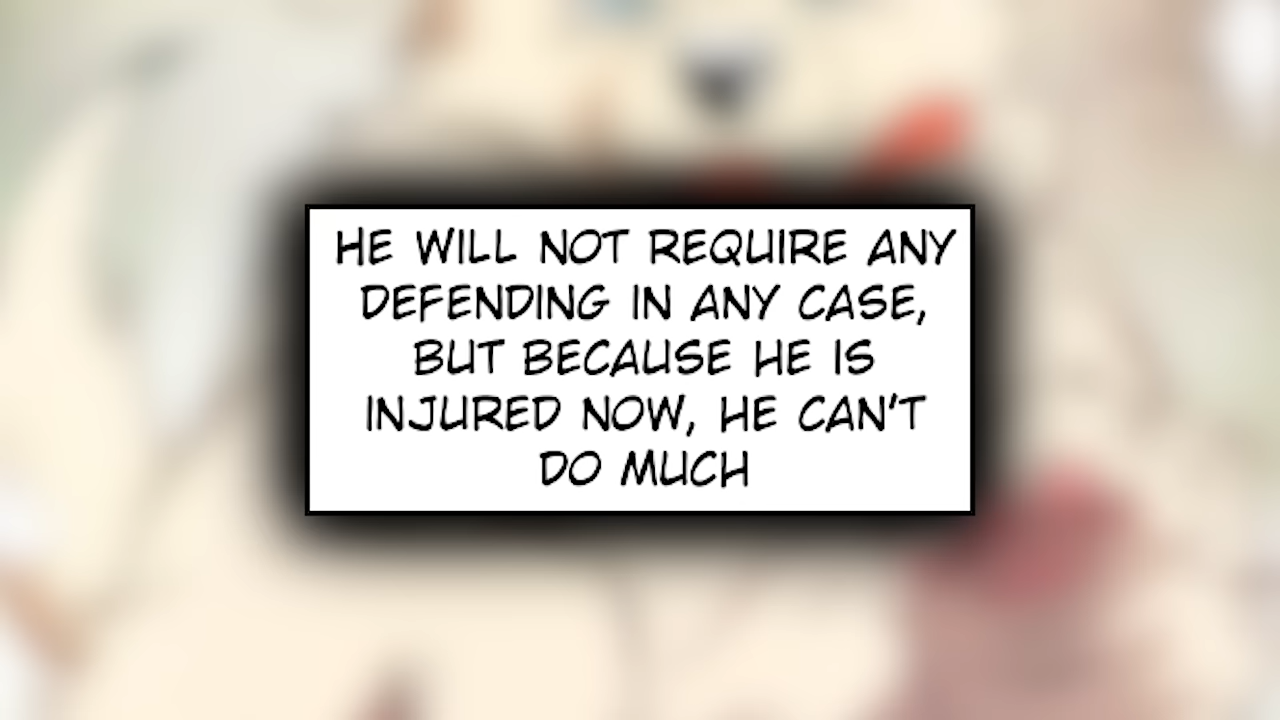 HE WILL NOT REQUIRE ANY
DEFENDING IN ANY CASE,
BUT BECAUSE HE IS
INJURED NOW, HE CAN'T
DO MUCH